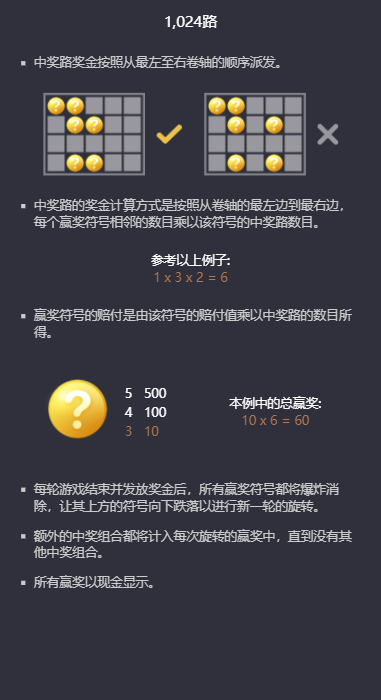 1,024路
▪ 中奖路奖金按照从最左至右卷轴的顺序派发。
▪ 中奖路的奖金计算方式是按照从卷轴的最左边到最右边，
每个赢奖符号相邻的数目乘以该符号的中奖路数目。
参考以上例子:
1 x 3 x 2 = 6
▪ 赢奖符号的赔付是由该符号的赔付值乘以中奖路的数目所
得。
5 500
4 100
3 10
本例中的总赢奖:
10 x 6 = 60
▪ 每轮游戏结束并发放奖金后，所有赢奖符号都将爆炸消
除，让其上方的符号向下跌落以进行新一轮的旋转。
▪ 额外的中奖组合都将计入每次旋转的赢奖中，直到没有其
他中奖组合。
▪ 所有赢奖以现金显示。